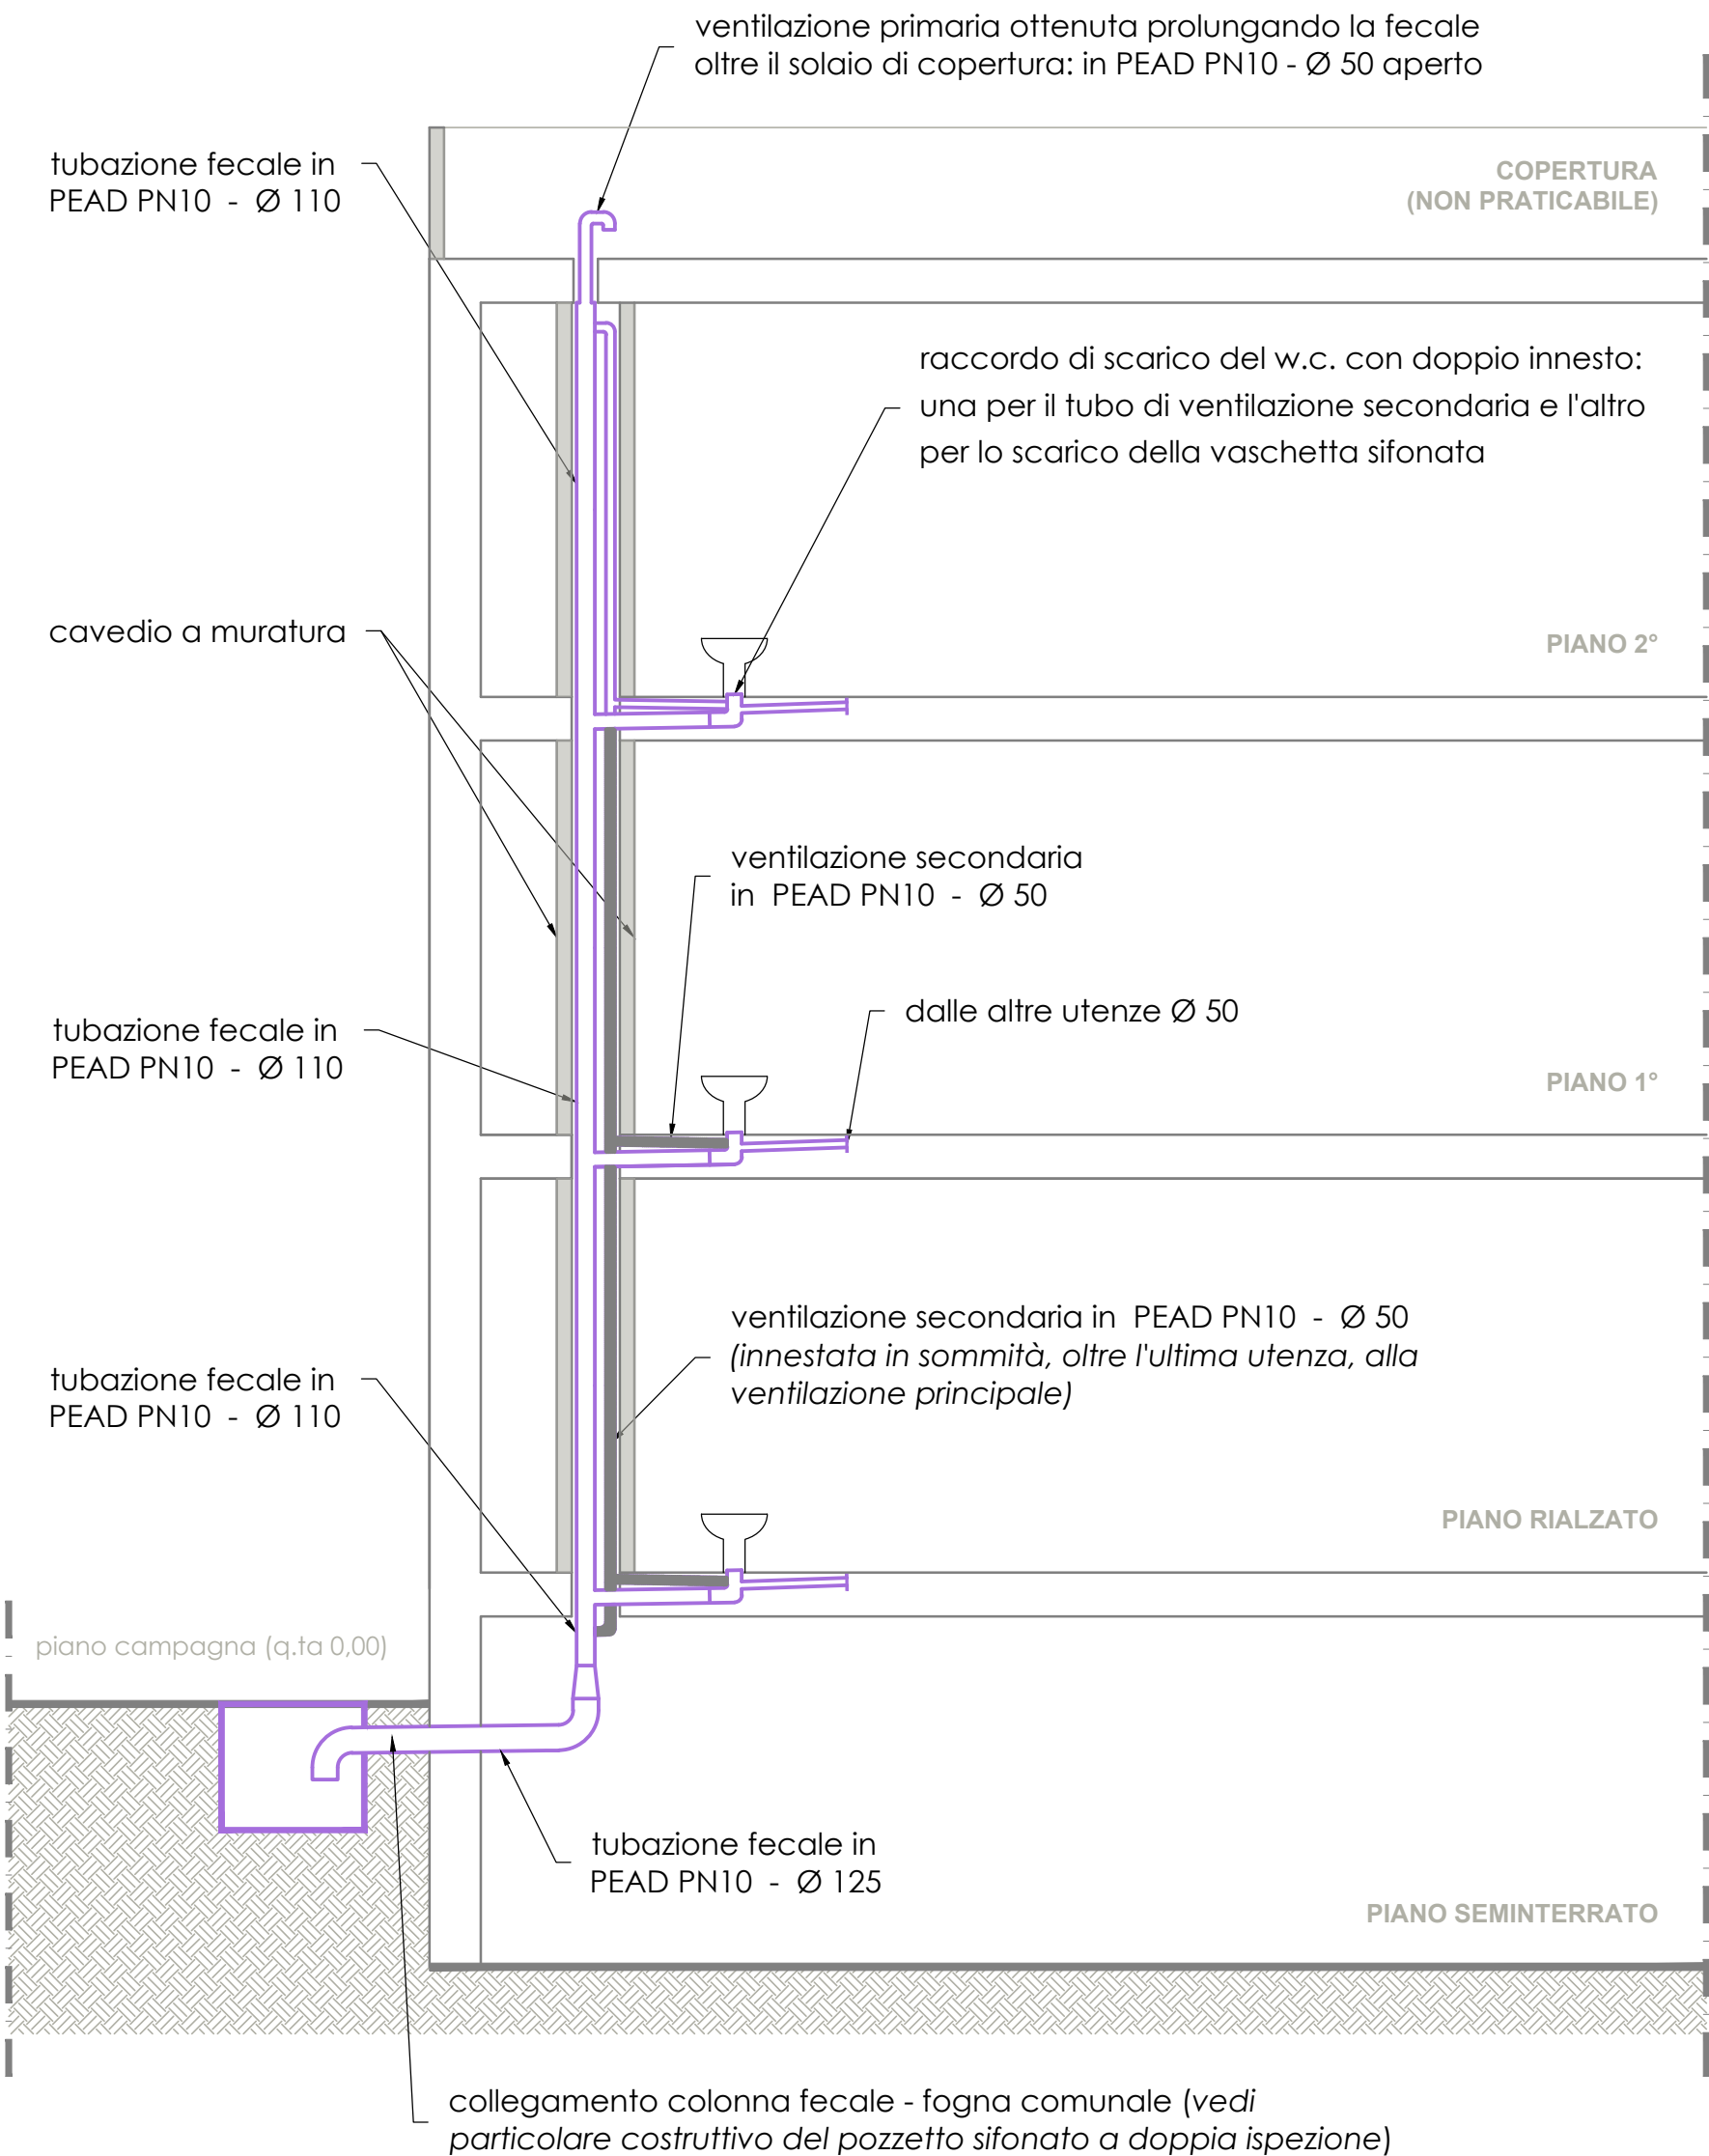 ventilazione primaria ottenuta prolungando la fecale
oltre il solaio di copertura: in PEAD PN10 - Ø 50 aperto
tubazione fecale in
PEAD PN10 - Ø 110
COPERTURA
(NON PRATICABILE)
raccordo di scarico del w.c. con doppio innesto:
una per il tubo di ventilazione secondaria e l'altro
per lo scarico della vaschetta sifonata
cavedio a muratura
PIANO 2°
ventilazione secondaria
in PEAD PN10 - Ø 50
dalle altre utenze Ø 50
tubazione fecale in
PEAD PN10 - Ø 110
PIANO 1°
ventilazione secondaria in PEAD PN10 - Ø 50
(innestata in sommità, oltre l'ultima utenza, alla
ventilazione principale)
tubazione fecale in
PEAD PN10 - Ø 110
PIANO RIALZATO
piano campagna (q.ta 0,00)
tubazione fecale in
PEAD PN10 - Ø 125
PIANO SEMINTERRATO
collegamento colonna fecale - fogna comunale (vedi
particolare costruttivo del pozzetto sifonato a doppia ispezione)